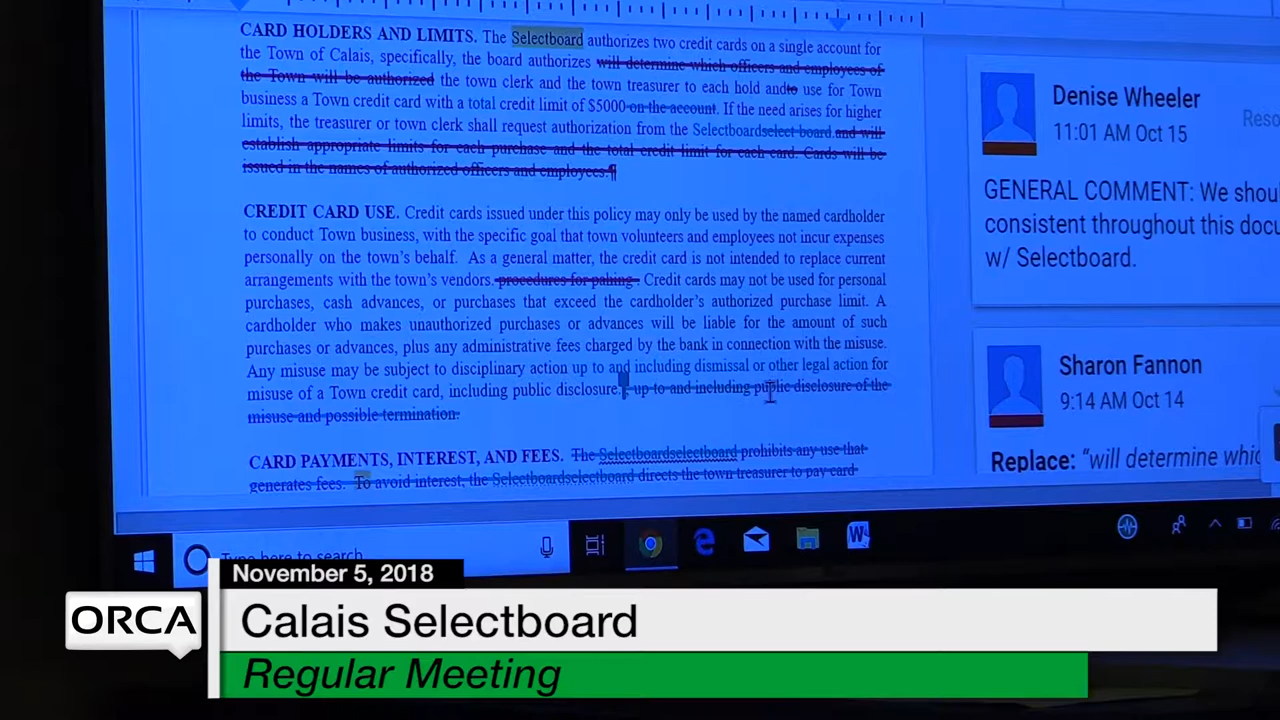 CARD HOLDERS AND LIMITS. The Selectboard authorizes two credit cards on a single account for
the Town of Calais, specifically, the board authorizes will determine which officers and employees of
the Town will be authorized the town clerk and the town treasurer to each hold andto use for Town
business a Town credit card with a total credit limit of $5000 on the account. If the need arises for higher
limits, the treasurer or town clerk shall request authorization from the Selectboardselect board.and will
establish appropriate limits for each purchase and the total credit limit for each card. Cards will be
issued in the names of authorized officers and employees.¶
CREDIT CARD USE. Credit cards issued under this policy may only be used by the named cardholder
to conduct Town business, with the specific goal that town volunteers and employees not incur expenses
personally on the town's behalf. As a general matter, the credit card is not intended to replace current
arrangements with the town's vendors. procedures for pahing Credit cards may not be used for personal
purchases, cash advances, or purchases that exceed the cardholder's authorized purchase limit. A
cardholder who makes unauthorized purchases or advances will be liable for the amount of such
purchases or advances, plus any administrative fees charged by the bank in connection with the misuse.
Any misuse may be subject to disciplinary action up to and including dismissal or other legal action for
misuse of a Town credit card, including public disclosure., up to and including public disclosure of the
misuse and possible termination.
CARD PAYMENTS, INTEREST, AND FEES. The Selectboardselectboard prohibits any use that
generates fees. To avoid interest, the Selectboardselectboard directs the town treasurer to pay card
Denise Wheeler
Reso
11:01 AM Oct 15
GENERAL COMMENT: We shou
consistent throughout this docu
w/ Selectboard.
Sharon Fannon
9:14 AM Oct 14
Replace: "will determine whic
Type here to search
November 5, 2018
ORCA
Calais Selectboard
Regular Meeting